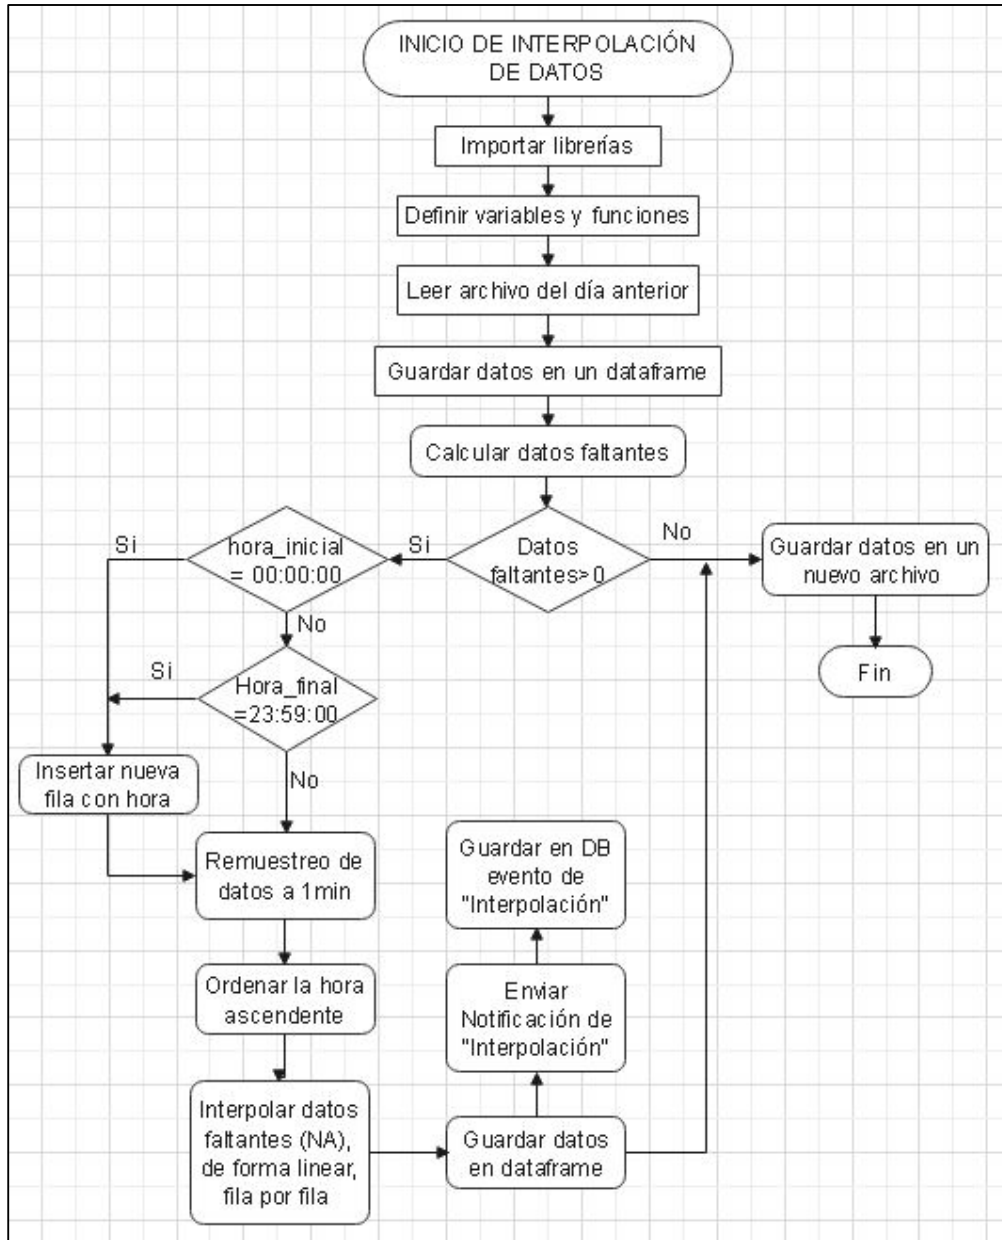 INICIO DE INTERPOLACIÓN
DE DATOS
Importar librerías
Definir variables y funciones
Leer archivo del día anterior
Guardar datos en un dataframe
Calcular datos faltantes
Datos
faltantes>0
Si
No
Guardar datos en un
nuevo archivo
Fin
hora_inicial
= 00:00:00
Si
No
Hora_final
=23:59:00
Si
No
Insertar nueva
fila con hora
Remuestreo de
datos a 1min
Ordenar la hora
ascendente
Interpolar datos
faltantes (NA),
de forma linear,
fila por fila
Guardar datos
en dataframe
Enviar
Notificación de
"Interpolación"
Guardar en DB
evento de
"Interpolación"